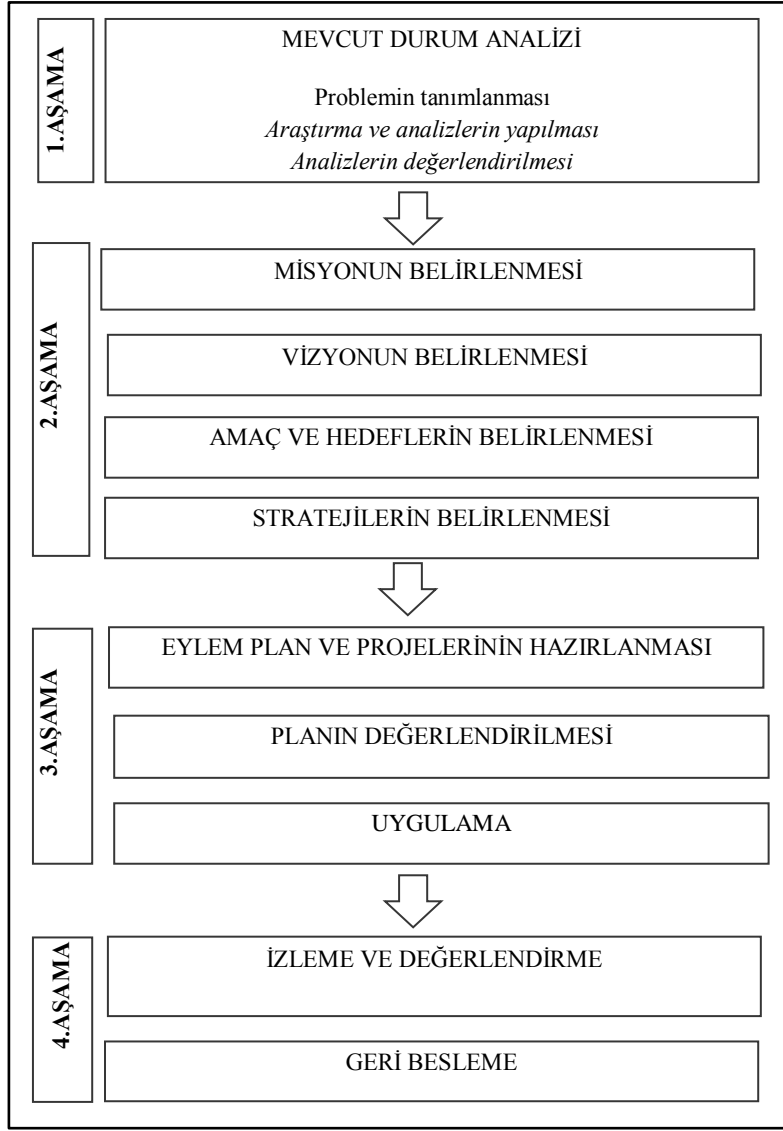 1.AŞAMA
MEVCUT DURUM ANALİZİ
Problemin tanımlanması
Araştırma ve analizlerin yapılması
Analizlerin değerlendirilmesi
2.AŞAMA
MİSYONUN BELİRLENMESİ
VİZYONUN BELİRLENMESİ
AMAÇ VE HEDEFLERİN BELİRLENMESİ
STRATEJİLERİN BELİRLENMESİ
3.AŞAMA
EYLEM PLAN VE PROJELERİNİN HAZIRLANMASI
PLANIN DEĞERLENDİRİLMESİ
UYGULAMA
4.AŞAMA
İZLEME VE DEĞERLENDİRME
GERİ BESLEME